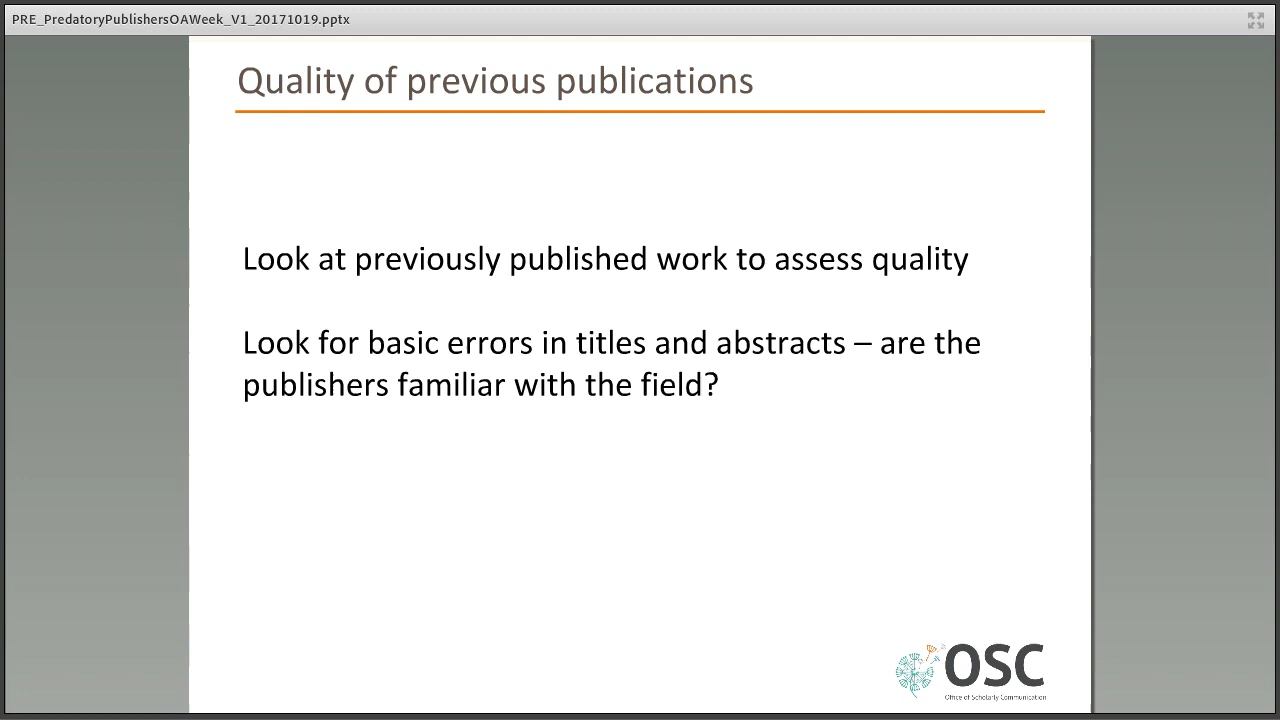 PRE_PredatoryPublishersOAWeek_V1_20171019.pptx
Quality of previous publications
Look at previously published work to assess quality
Look for basic errors in titles and abstracts – are the
publishers familiar with the field?
OSC
Office of Scholarly Communication